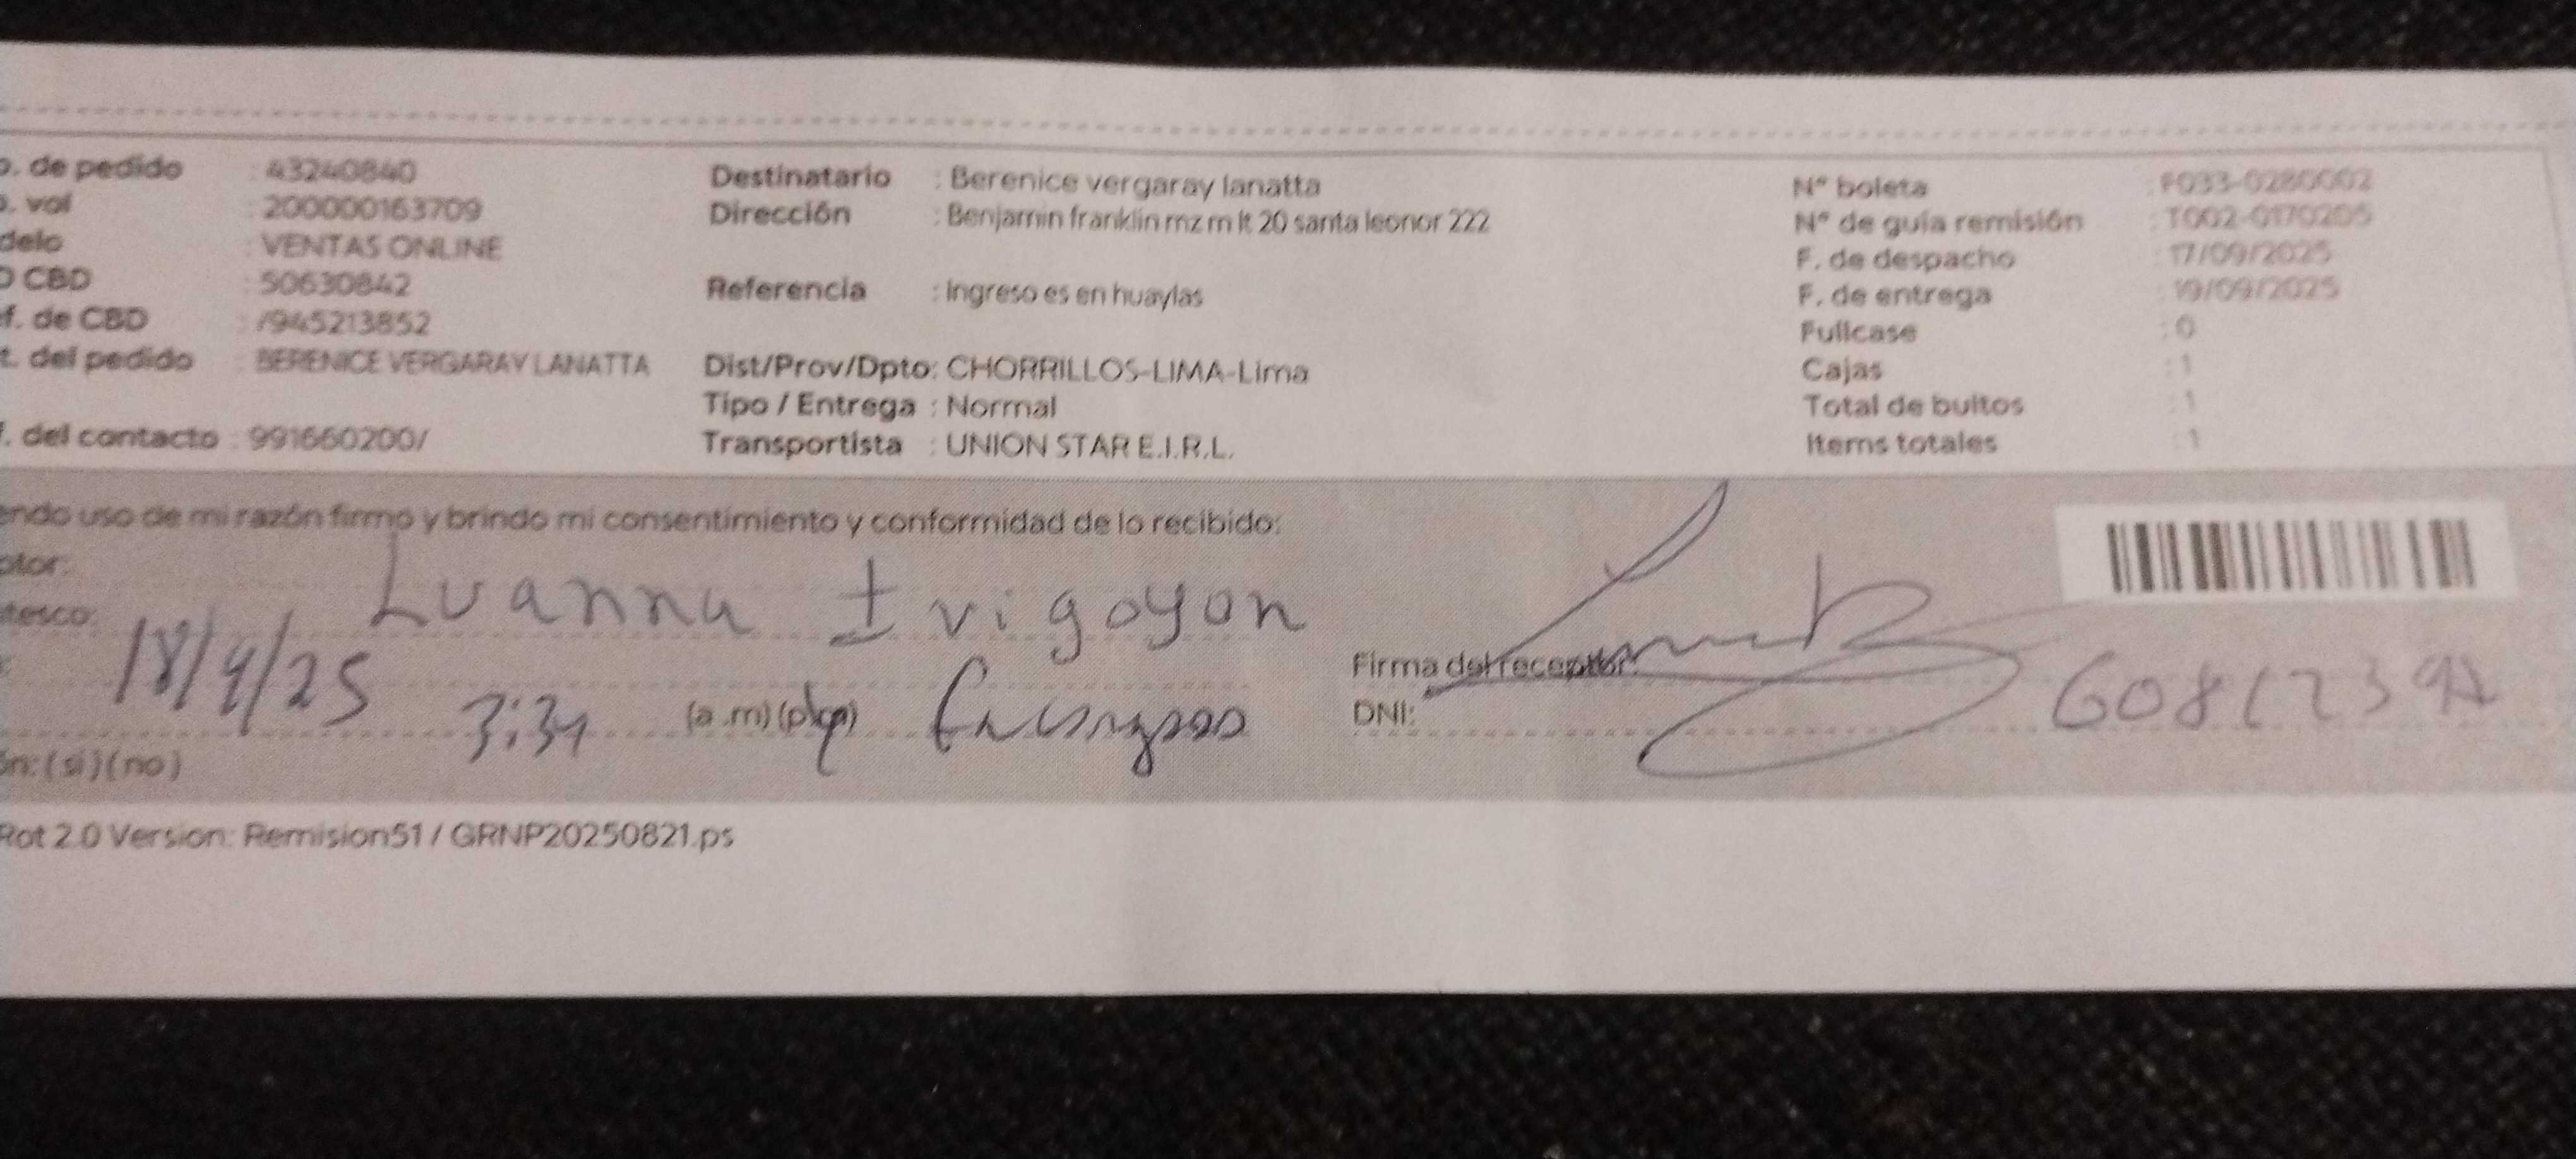 o. de pedido : 43240840
o. vol : 200000163709
delo : VENTAS ONLINE
O CBD : 50630842
f. de CBD : /945213852
t. del pedido : BERENICE VERGARAY LANATTA
f. del contacto : 991660200/
Destinatario : Berenice vergaray lanatta
Dirección : Benjamin franklin mz m lt 20 santa leonor 222
Referencia : Ingreso es en huaylas
Dist/Prov/Dpto: CHORRILLOS-LIMA-Lima
Tipo / Entrega : Normal
Transportista : UNION STAR E.I.R.L.
N° boleta : F033-0280002
N° de guía remisión : T002-0170205
F. de despacho : 17/09/2025
F. de entrega : 19/09/2025
Fullcase : 0
Cajas : 1
Total de bultos : 1
Items totales : 1
endo uso de mi razón firmo y brindo mi consentimiento y conformidad de lo recibido:
ptor: Luanna Irigoyen
tesco:
18/9/25 3:31 (a .m) (p.m)
Firma del receptor:
DNI:
ón: (si) (no)
Rot 2.0 Version: Remision51 / GRNP20250821.ps